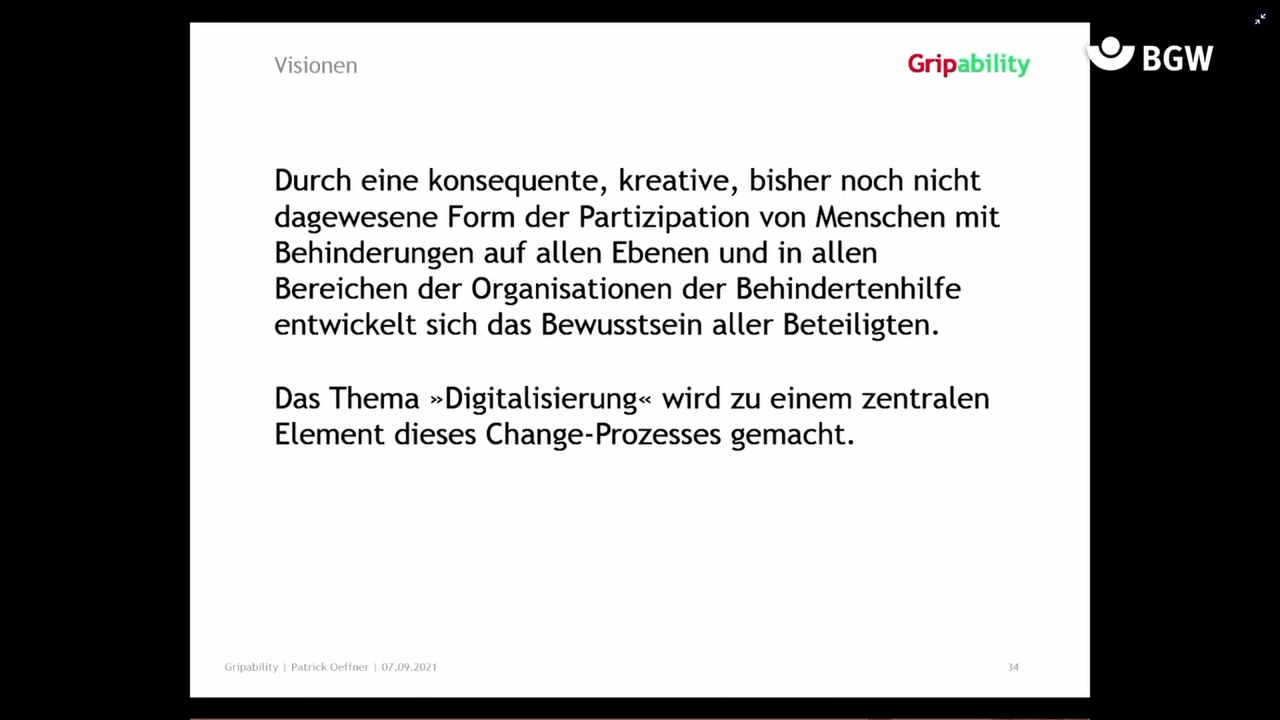 Visionen
Gripability
BGW
Durch eine konsequente, kreative, bisher noch nicht
dagewesene Form der Partizipation von Menschen mit
Behinderungen auf allen Ebenen und in allen
Bereichen der Organisationen der Behindertenhilfe
entwickelt sich das Bewusstsein aller Beteiligten.
Das Thema »Digitalisierung« wird zu einem zentralen
Element dieses Change-Prozesses gemacht.
Gripability | Patrick Oeffner | 07.09.2021
34